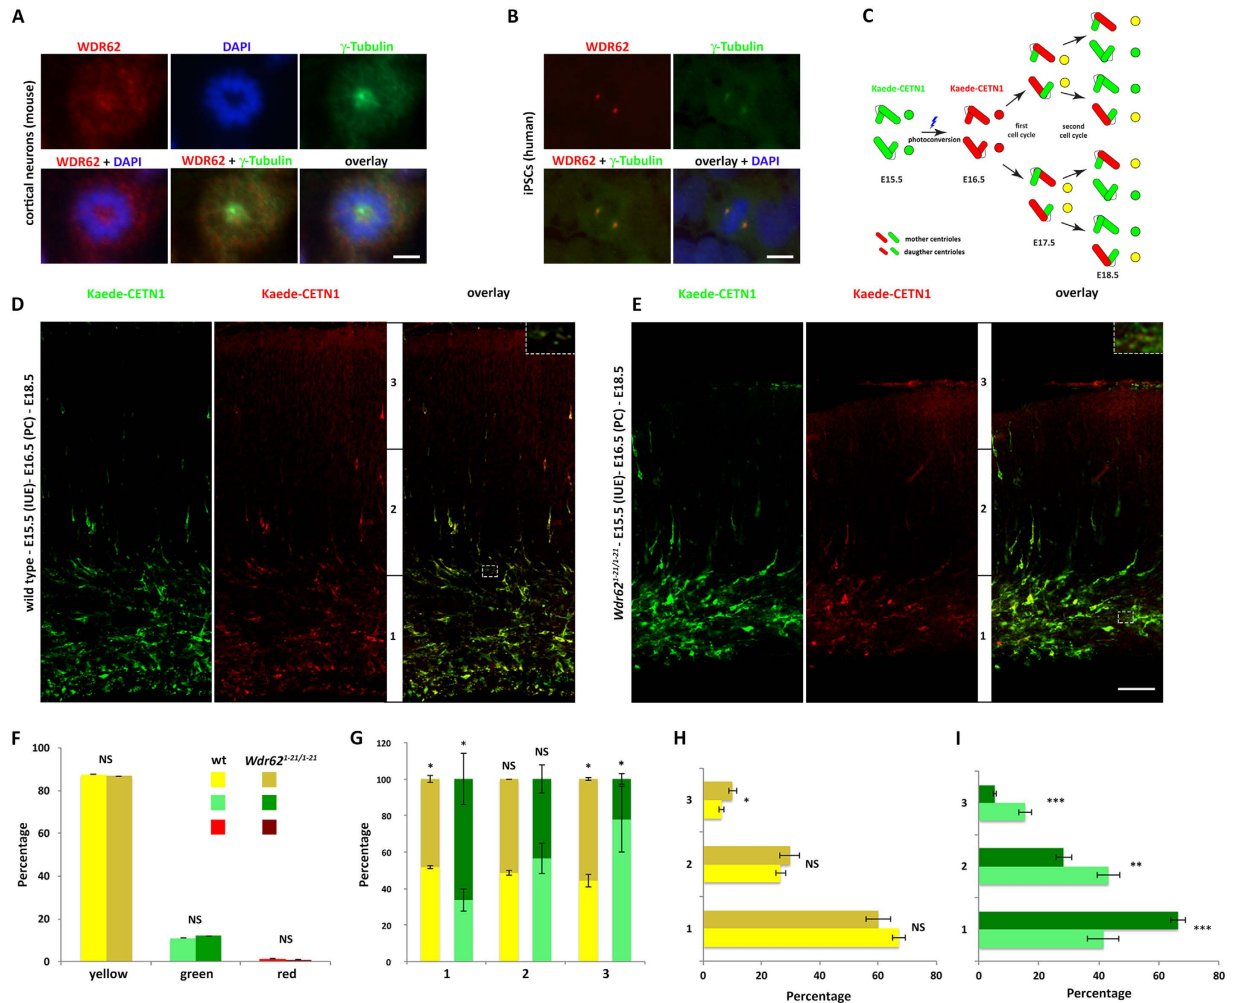 A
WDR62
DAPI
γ-Tubulin
cortical neurons (mouse)
WDR62 + DAPI
WDR62 + γ-Tubulin
overlay
B
WDR62
γ-Tubulin
iPSCs (human)
WDR62 + γ-Tubulin
overlay + DAPI
C
Kaede-CETN1
Kaede-CETN1
photoconversion
first
cell cycle
second
cell cycle
E15.5
E16.5
E17.5
E18.5
mother centrioles
daugther centrioles
D
Kaede-CETN1
Kaede-CETN1
overlay
wild type - E15.5 (IUE)- E16.5 (PC) - E18.5
3
2
1
E
Kaede-CETN1
Kaede-CETN1
overlay
Wdr621-21/1-21 - E15.5 (IUE)- E16.5 (PC) - E18.5
3
2
1
F
Percentage
100
80
60
40
20
0
NS
NS
NS
wt
Wdr621-21/1-21
yellow
green
red
G
Percentage
120
100
80
60
40
20
0
*
*
NS
NS
*
*
1
2
3
H
3
2
1
*
NS
NS
0
20
40
60
80
Percentage
I
3
2
1
***
**
***
0
20
40
60
80
Percentage